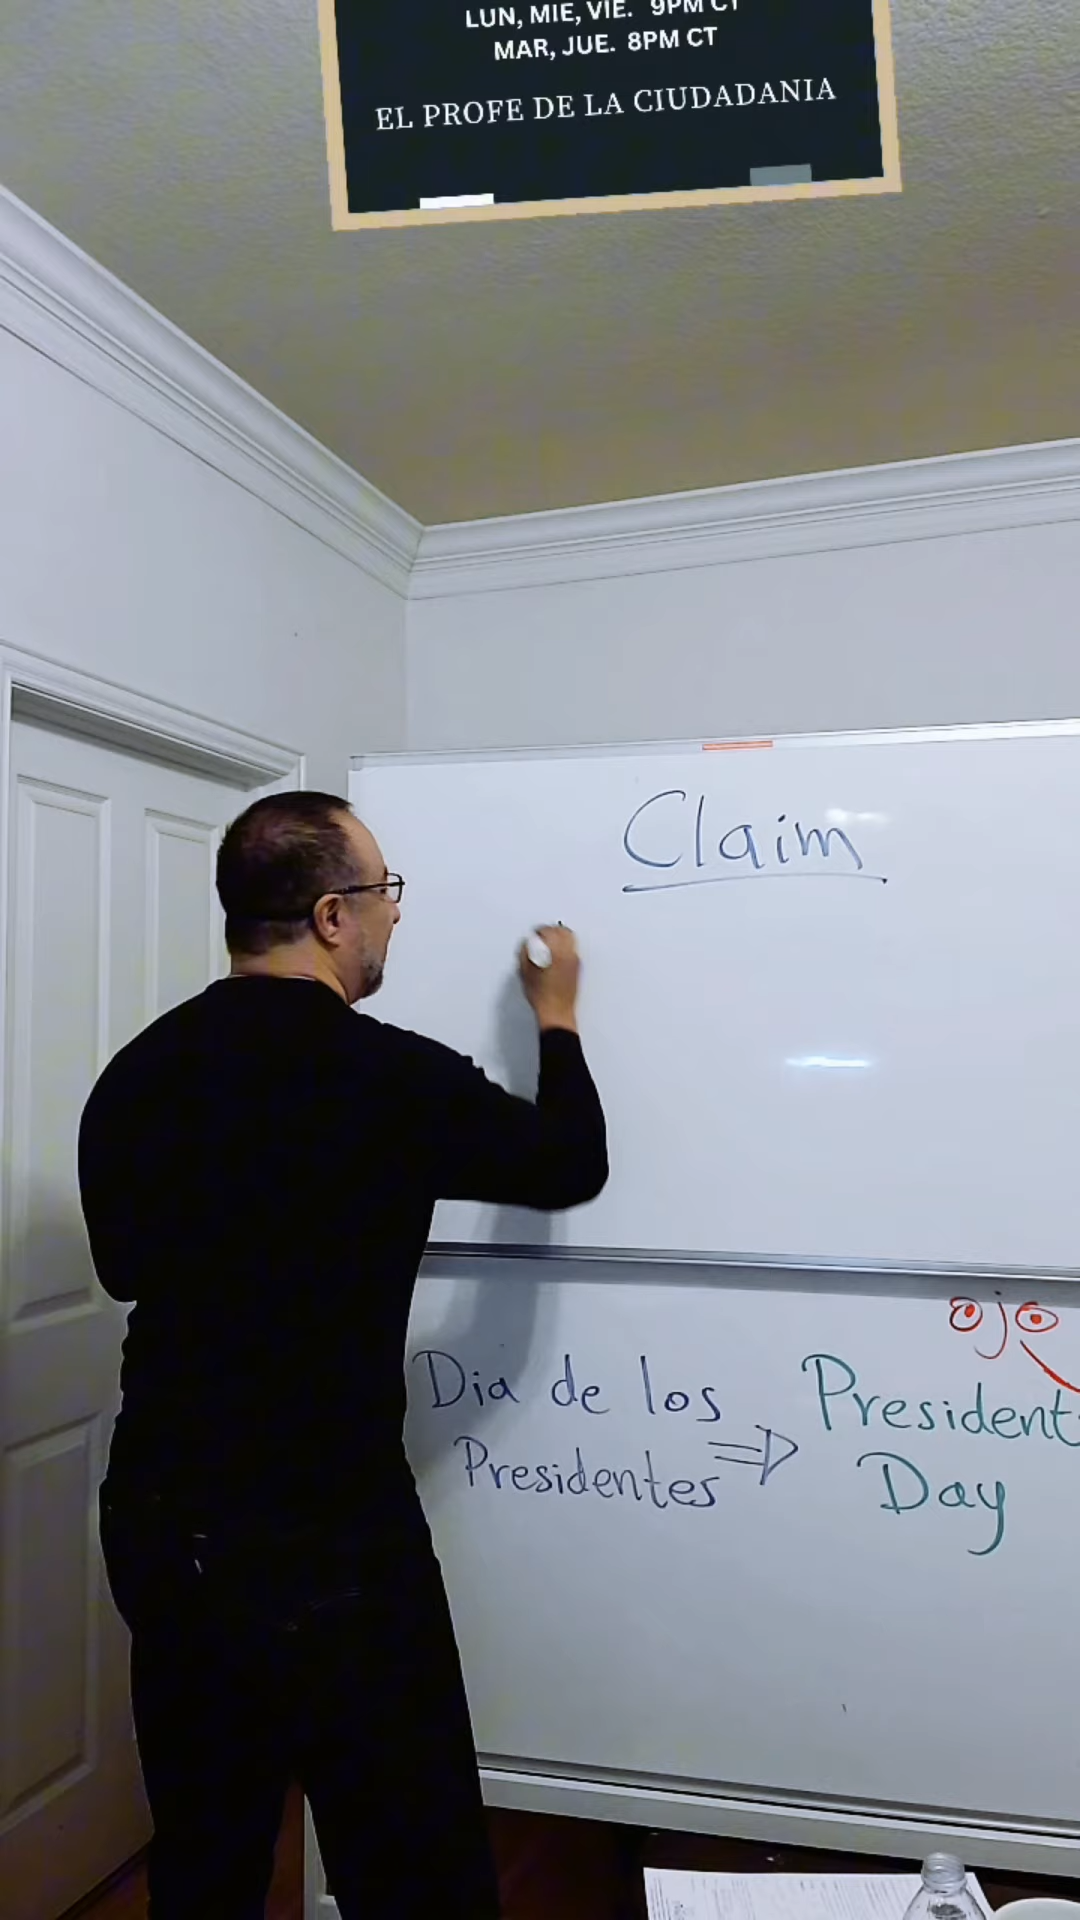 LUN, MIE, VIE. 9PM CT
MAR, JUE. 8PM CT
EL PROFE DE LA CIUDADANIA
Claim
ojo
Dia de los
Presidentes
⇒
President
Day